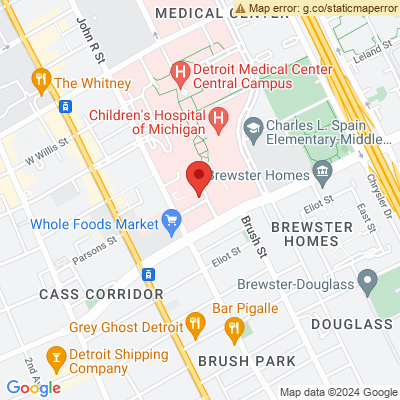 MEDICAL CENTER
Map error: g.co/staticmaperror
John R St
Leland St
The Whitney
Detroit Medical Center
Central Campus
Children's Hospital
of Michigan
W Willis St
Charles L. Spain
Elementary-Middle...
Brewster Homes
Chrysler Dr
Whole Foods Market
Parsons St
Brush St
Eliot St
East St
BREWSTER
HOMES
Eliot St
Brewster-Douglass
CASS CORRIDOR
Bar Pigalle
Grey Ghost Detroit
DOUGLASS
2nd Av
Detroit Shipping
Company
BRUSH PARK
Google
Map data ©2024 Google